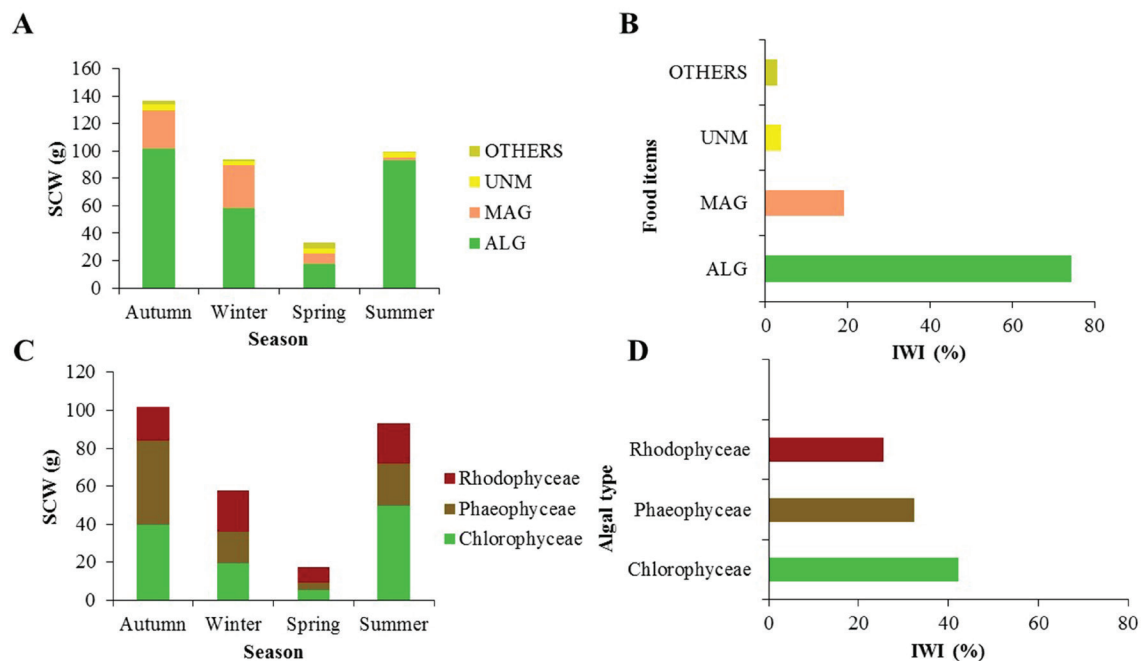 A
160
140
120
100
80
60
40
20
0
SCW (g)
Autumn Winter Spring Summer
Season
OTHERS
UNM
MAG
ALG
B
Food items
OTHERS
UNM
MAG
ALG
0 20 40 60 80
IWI (%)
C
120
100
80
60
40
20
0
SCW (g)
Autumn Winter Spring Summer
Season
Rhodophyceae
Phaeophyceae
Chlorophyceae
D
Algal type
Rhodophyceae
Phaeophyceae
Chlorophyceae
0 20 40 60 80
IWI (%)